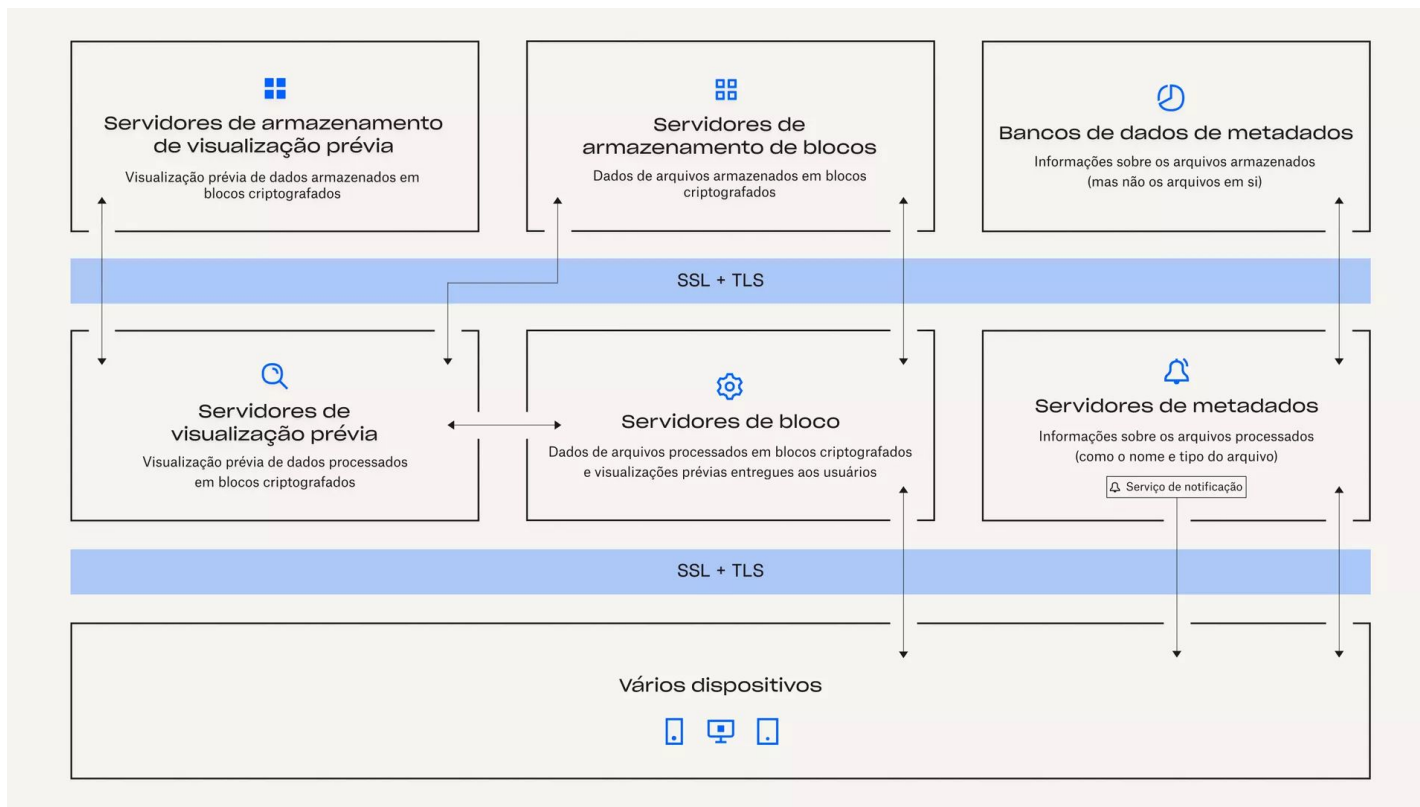 Servidores de armazenamento
de visualização prévia
Visualização prévia de dados armazenados em
blocos criptografados
Servidores de
armazenamento de blocos
Dados de arquivos armazenados em blocos
criptografados
Bancos de dados de metadados
Informações sobre os arquivos armazenados
(mas não os arquivos em si)
SSL + TLS
Servidores de
visualização prévia
Visualização prévia de dados processados
em blocos criptografados
Servidores de bloco
Dados de arquivos processados em blocos criptografados
e visualizações prévias entregues aos usuários
Servidores de metadados
Informações sobre os arquivos processados
(como o nome e tipo do arquivo)
Serviço de notificação
SSL + TLS
Vários dispositivos